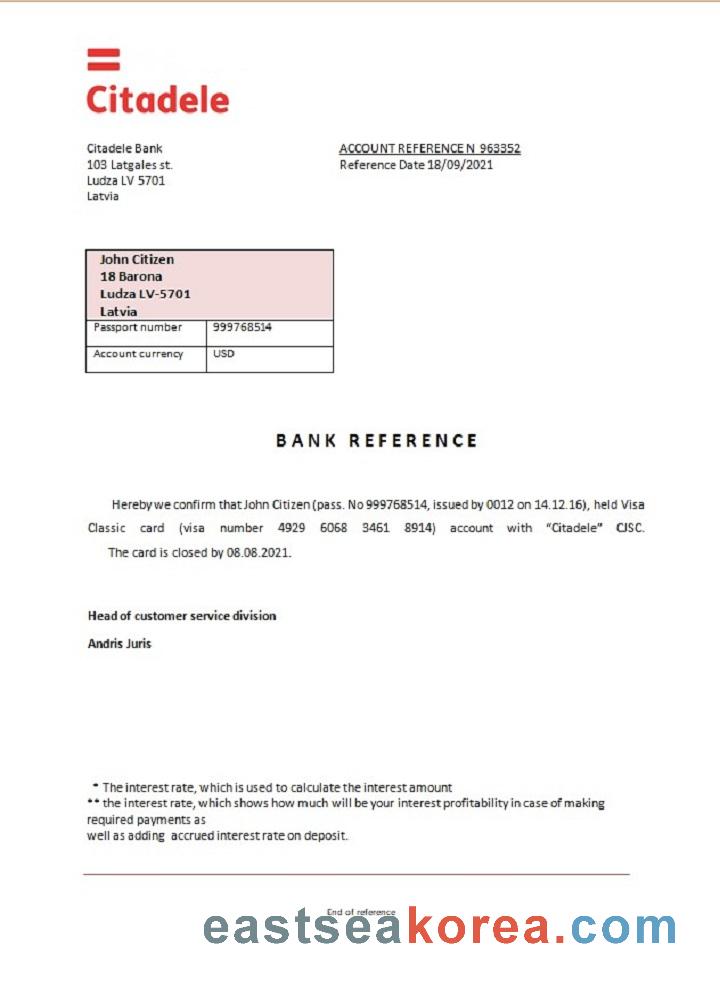 Citadele
Citadele Bank
103 Latgales st.
Ludza LV 5701
Latvia
ACCOUNT REFERENCE N 963352
Reference Date 18/09/2021
John Citizen
18 Barona
Ludza LV-5701
Latvia
Passport number 999768514
Account currency USD
BANK REFERENCE
Hereby we confirm that John Citizen (pass. No 999768514, issued by 0012 on 14.12.16), held Visa
Classic card (visa number 4929 6068 3461 8914) account with “Citadele” CJSC.
The card is closed by 08.08.2021.
Head of customer service division
Andris Juris
* The interest rate, which is used to calculate the interest amount
** the interest rate, which shows how much will be your interest profitability in case of making
required payments as
well as adding accrued interest rate on deposit.
End of reference
eastseakorea.com